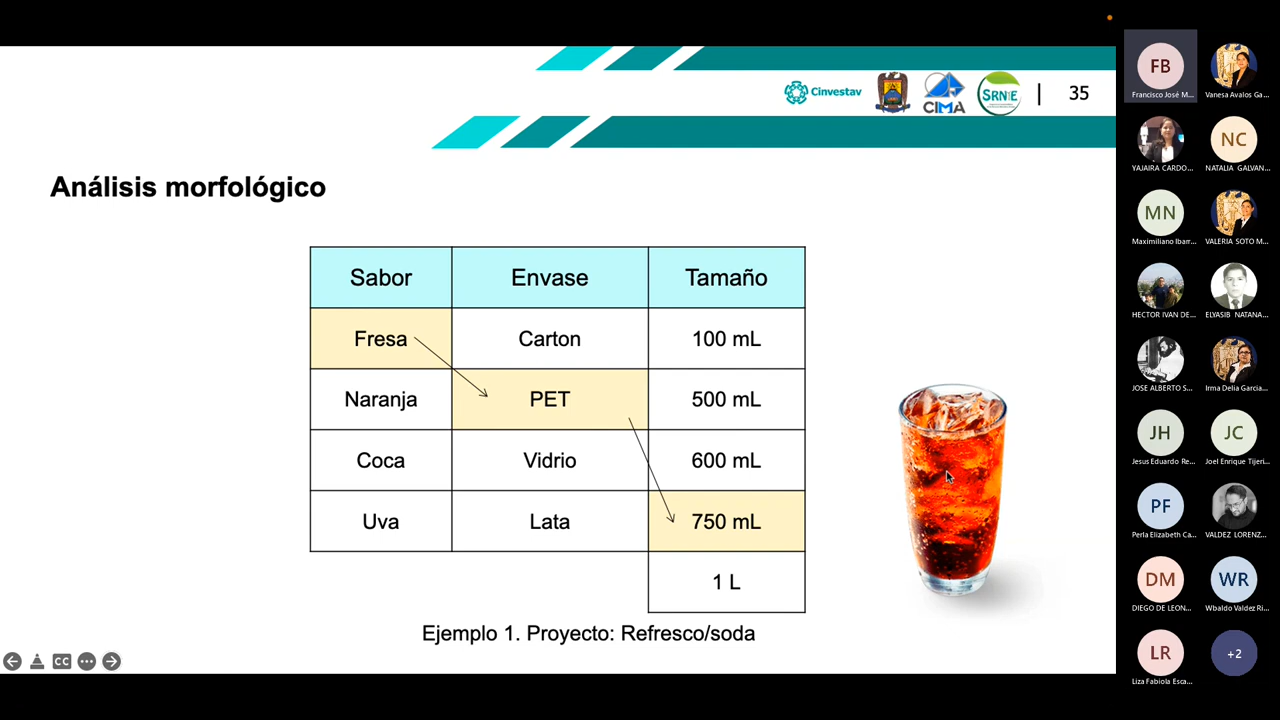 Cinvestav
CIMA
SRNyE
35
Análisis morfológico
Sabor Envase Tamaño
Fresa Carton 100 mL
Naranja PET 500 mL
Coca Vidrio 600 mL
Uva Lata 750 mL
1 L
Ejemplo 1. Proyecto: Refresco/soda
CC
FB
Francisco José M...
Vanesa Avalos Ga...
YAJAIRA CARDO...
NC
NATALIA GALVAN...
MN
Maximiliano Ibarr...
VALERIA SOTO M...
HECTOR IVAN DE...
ELYASIB NATANA...
JOSE ALBERTO S...
Irma Delia Garcia...
JH
Jesus Eduardo Re...
JC
Joel Enrique Tijeri...
PF
Perla Elizabeth Ca...
VALDEZ LORENZ...
DM
DIEGO DE LEON...
WR
Wbaldo Valdez Ri...
LR
Liza Fabiola Esca...
+2